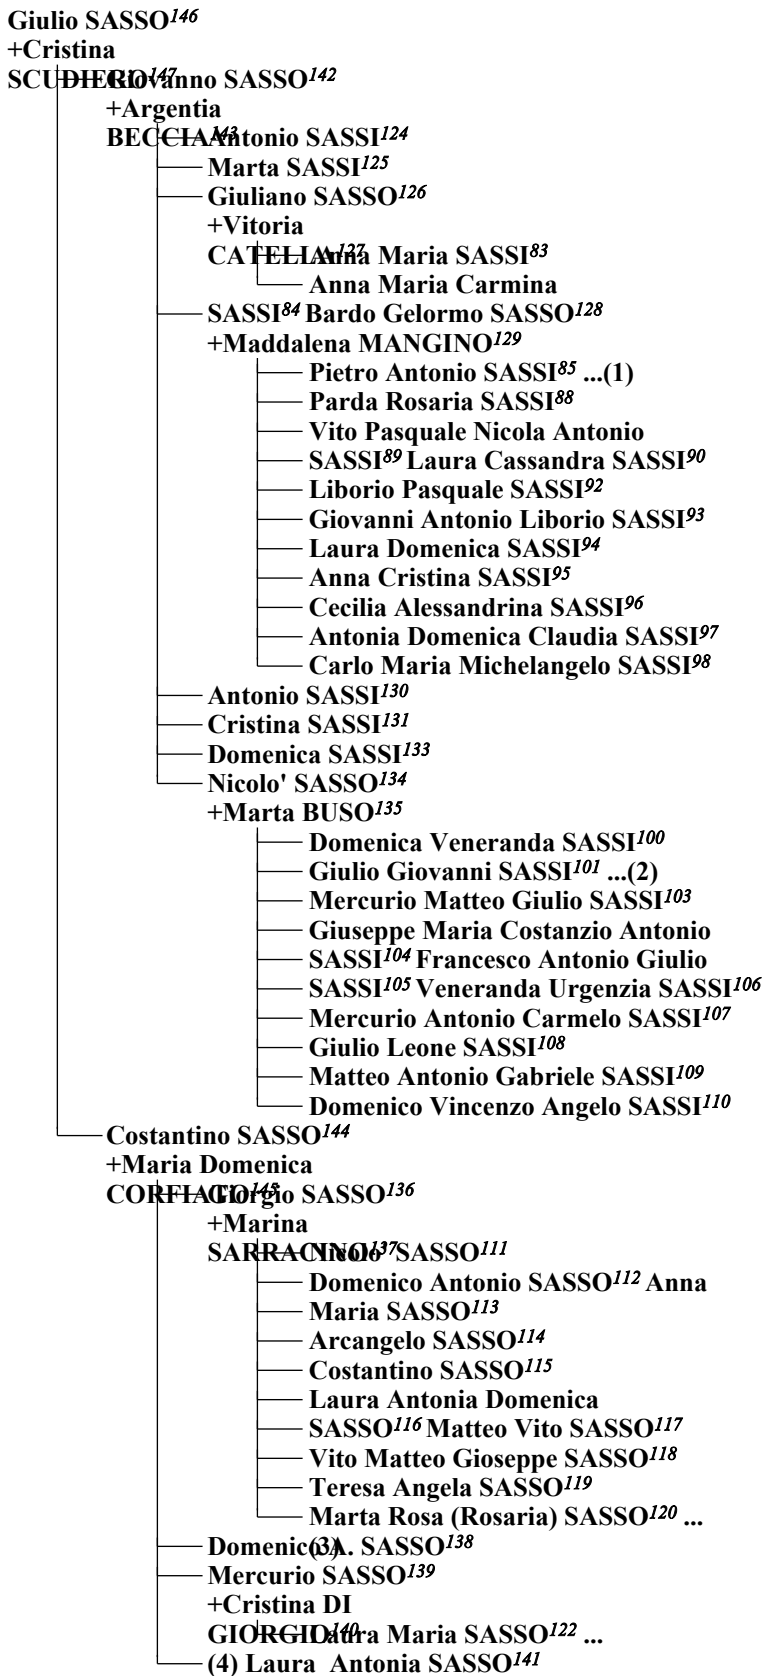 Giulio SASSO146
+Cristina
SCUDIERO147 Giovanno SASSO142
+Argentia
BECCIA143 Antonio SASSI124
Marta SASSI125
Giuliano SASSO126
+Vitoria
CATELLA127 Anna Maria SASSI83
Anna Maria Carmina
SASSI84 Bardo Gelormo SASSO128
+Maddalena MANGINO129
Pietro Antonio SASSI85 ...(1)
Parda Rosaria SASSI88
Vito Pasquale Nicola Antonio
SASSI89 Laura Cassandra SASSI90
Liborio Pasquale SASSI92
Giovanni Antonio Liborio SASSI93
Laura Domenica SASSI94
Anna Cristina SASSI95
Cecilia Alessandrina SASSI96
Antonia Domenica Claudia SASSI97
Carlo Maria Michelangelo SASSI98
Antonio SASSI130
Cristina SASSI131
Domenica SASSI133
Nicolo' SASSO134
+Marta BUSO135
Domenica Veneranda SASSI100
Giulio Giovanni SASSI101 ...(2)
Mercurio Matteo Giulio SASSI103
Giuseppe Maria Costanzio Antonio
SASSI104 Francesco Antonio Giulio
SASSI105 Veneranda Urgenzia SASSI106
Mercurio Antonio Carmelo SASSI107
Giulio Leone SASSI108
Matteo Antonio Gabriele SASSI109
Domenico Vincenzo Angelo SASSI110
Costantino SASSO144
+Maria Domenica
CORFIATO145 Giorgio SASSO136
+Marina
SARRACINO137 Nicolo' SASSO111
Domenico Antonio SASSO112 Anna
Maria SASSO113
Arcangelo SASSO114
Costantino SASSO115
Laura Antonia Domenica
SASSO116 Matteo Vito SASSO117
Vito Matteo Gioseppe SASSO118
Teresa Angela SASSO119
Marta Rosa (Rosaria) SASSO120 ...
(3) Domenico A. SASSO138
Mercurio SASSO139
+Cristina DI
GIORGIO140 Laura Maria SASSO122 ...
(4) Laura Antonia SASSO141